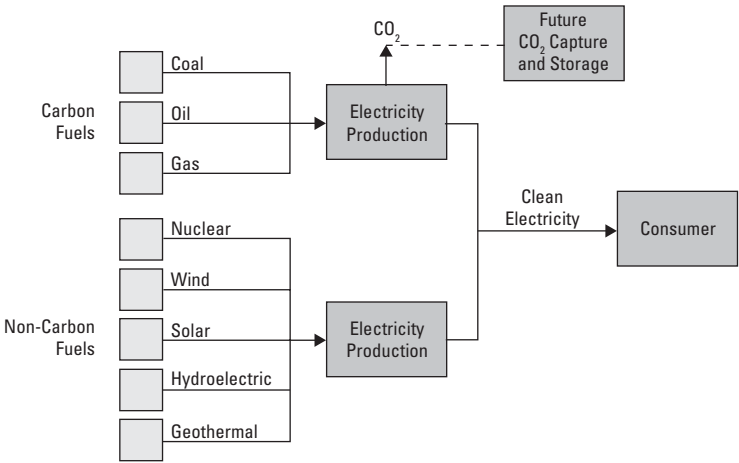 CO₂
Future
CO₂ Capture
and Storage
Carbon
Fuels
Coal
Oil
Gas
Electricity
Production
Clean
Electricity
Consumer
Non-Carbon
Fuels
Nuclear
Wind
Solar
Hydroelectric
Geothermal
Electricity
Production